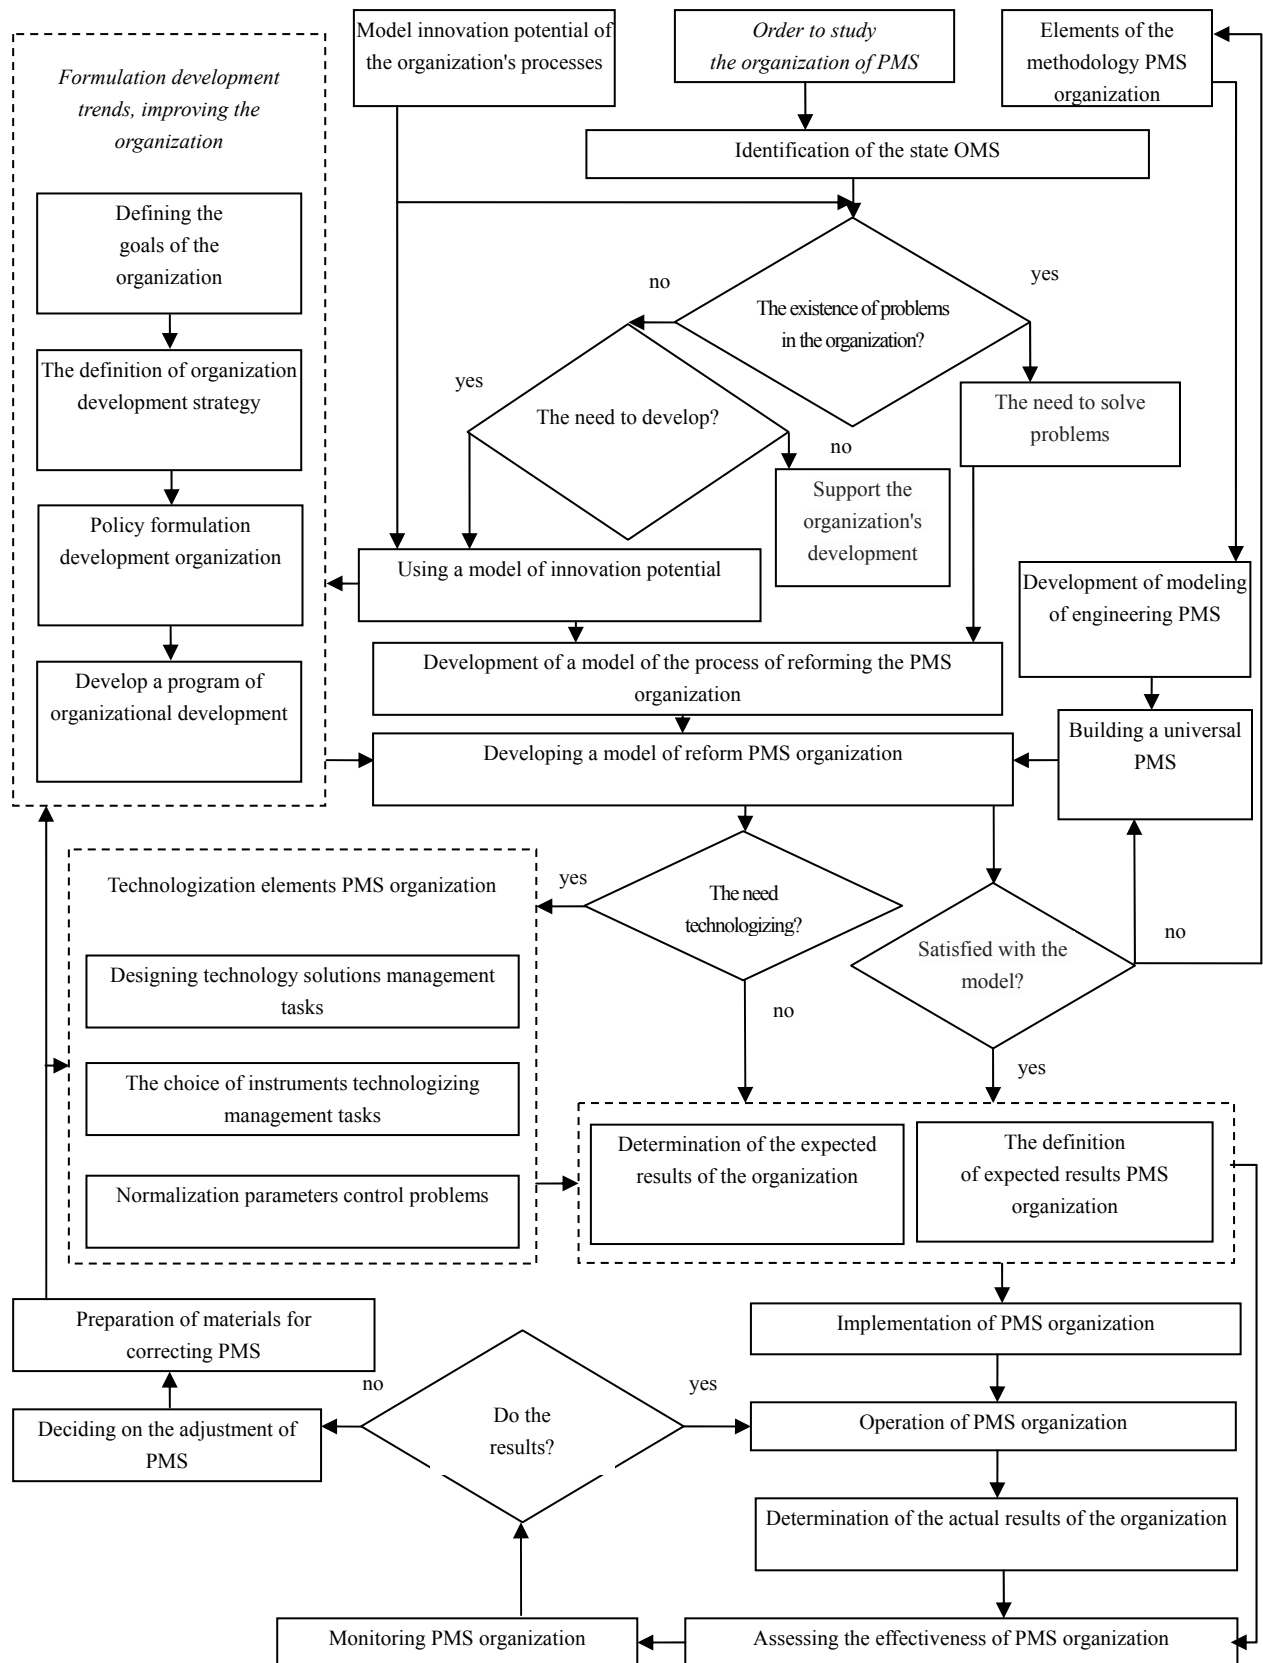 Model innovation potential of
the organization's processes
Order to study
the organization of PMS
Elements of the
methodology PMS
organization
Formulation development
trends, improving the
organization
Identification of the state OMS
Defining the
goals of the
organization
no
yes
The existence of problems
in the organization?
The definition of organization
development strategy
yes
The need to develop?
no
The need to solve
problems
Support the
organization's
development
Policy formulation
development organization
Using a model of innovation potential
Development of modeling
of engineering PMS
Develop a program of
organizational development
Development of a model of the process of reforming the PMS
organization
Developing a model of reform PMS organization
Building a universal
PMS
Technologization elements PMS organization
yes
The need
technologizing?
no
Satisfied with the
model?
no
yes
Designing technology solutions management
tasks
The choice of instruments technologizing
management tasks
Normalization parameters control problems
Determination of the expected
results of the organization
The definition
of expected results PMS
organization
Preparation of materials for
correcting PMS
Implementation of PMS organization
no
yes
Deciding on the adjustment of
PMS
Do the
results?
Operation of PMS organization
Determination of the actual results of the organization
Monitoring PMS organization
Assessing the effectiveness of PMS organization